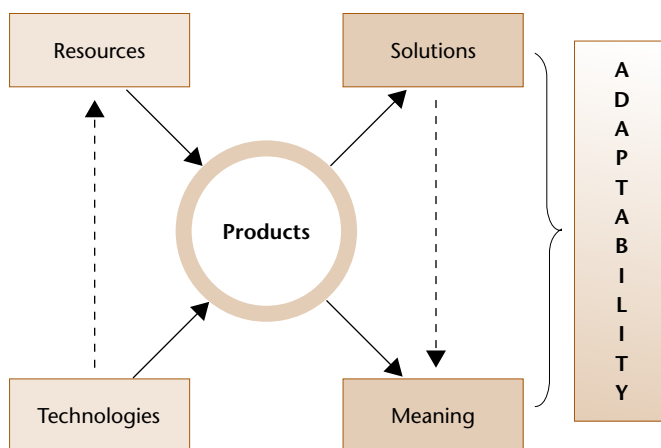 Resources
Solutions
Products
Technologies
Meaning
A
D
A
P
T
A
B
I
L
I
T
Y